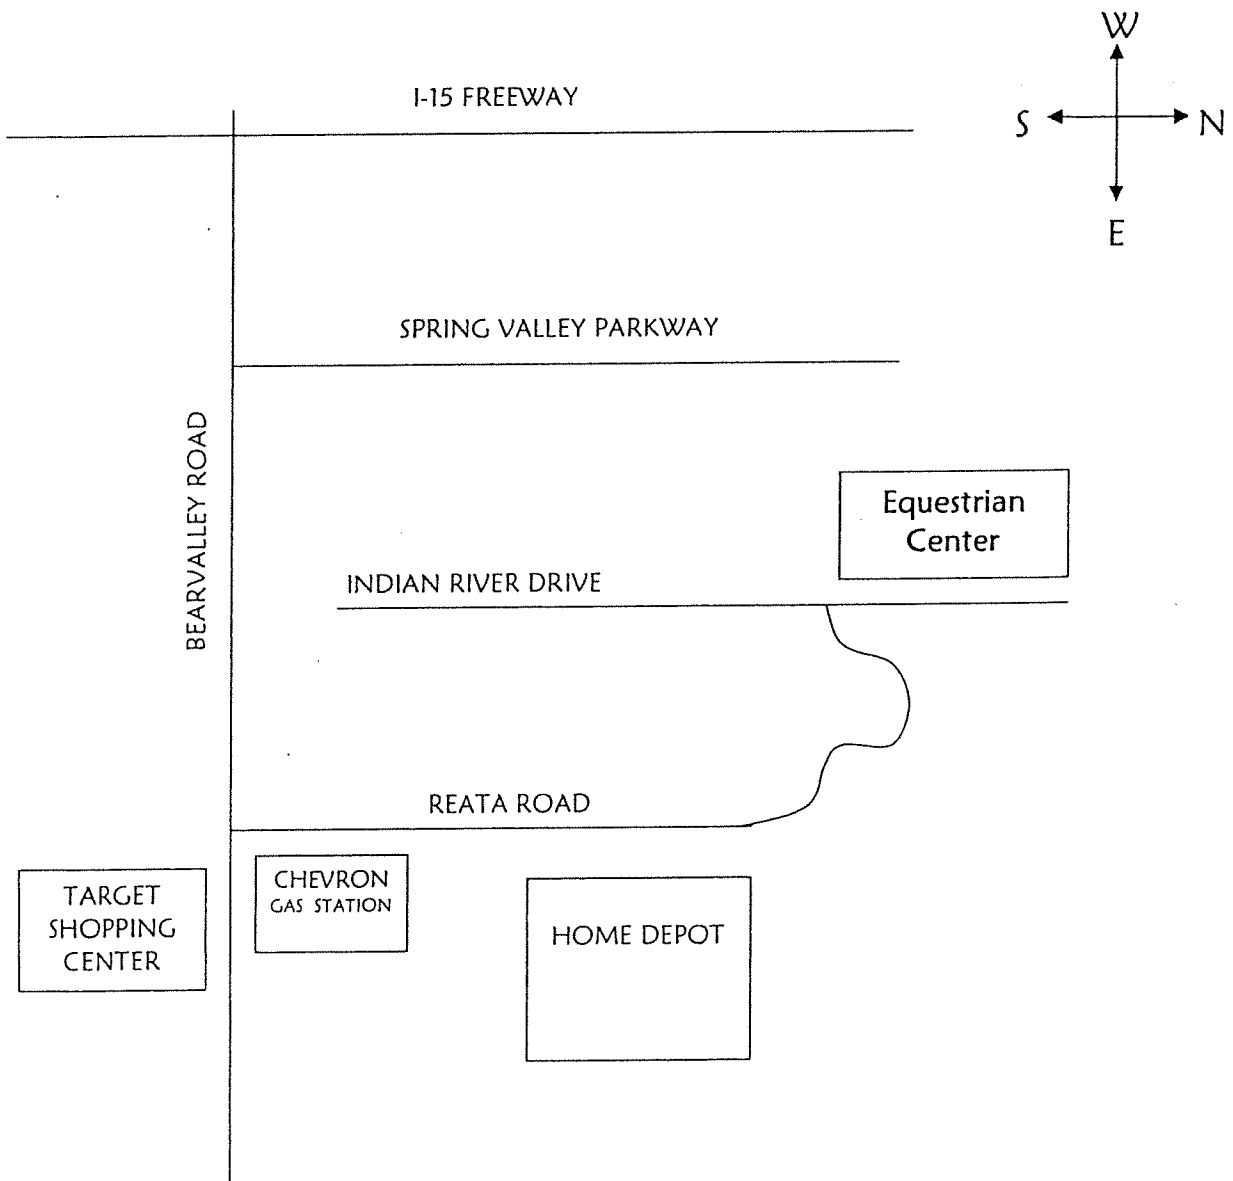 W
I-15 FREEWAY
S
N
E
SPRING VALLEY PARKWAY
BEARVALLEY ROAD
Equestrian
Center
INDIAN RIVER DRIVE
REATA ROAD
TARGET
SHOPPING
CENTER
CHEVRON
GAS STATION
HOME DEPOT